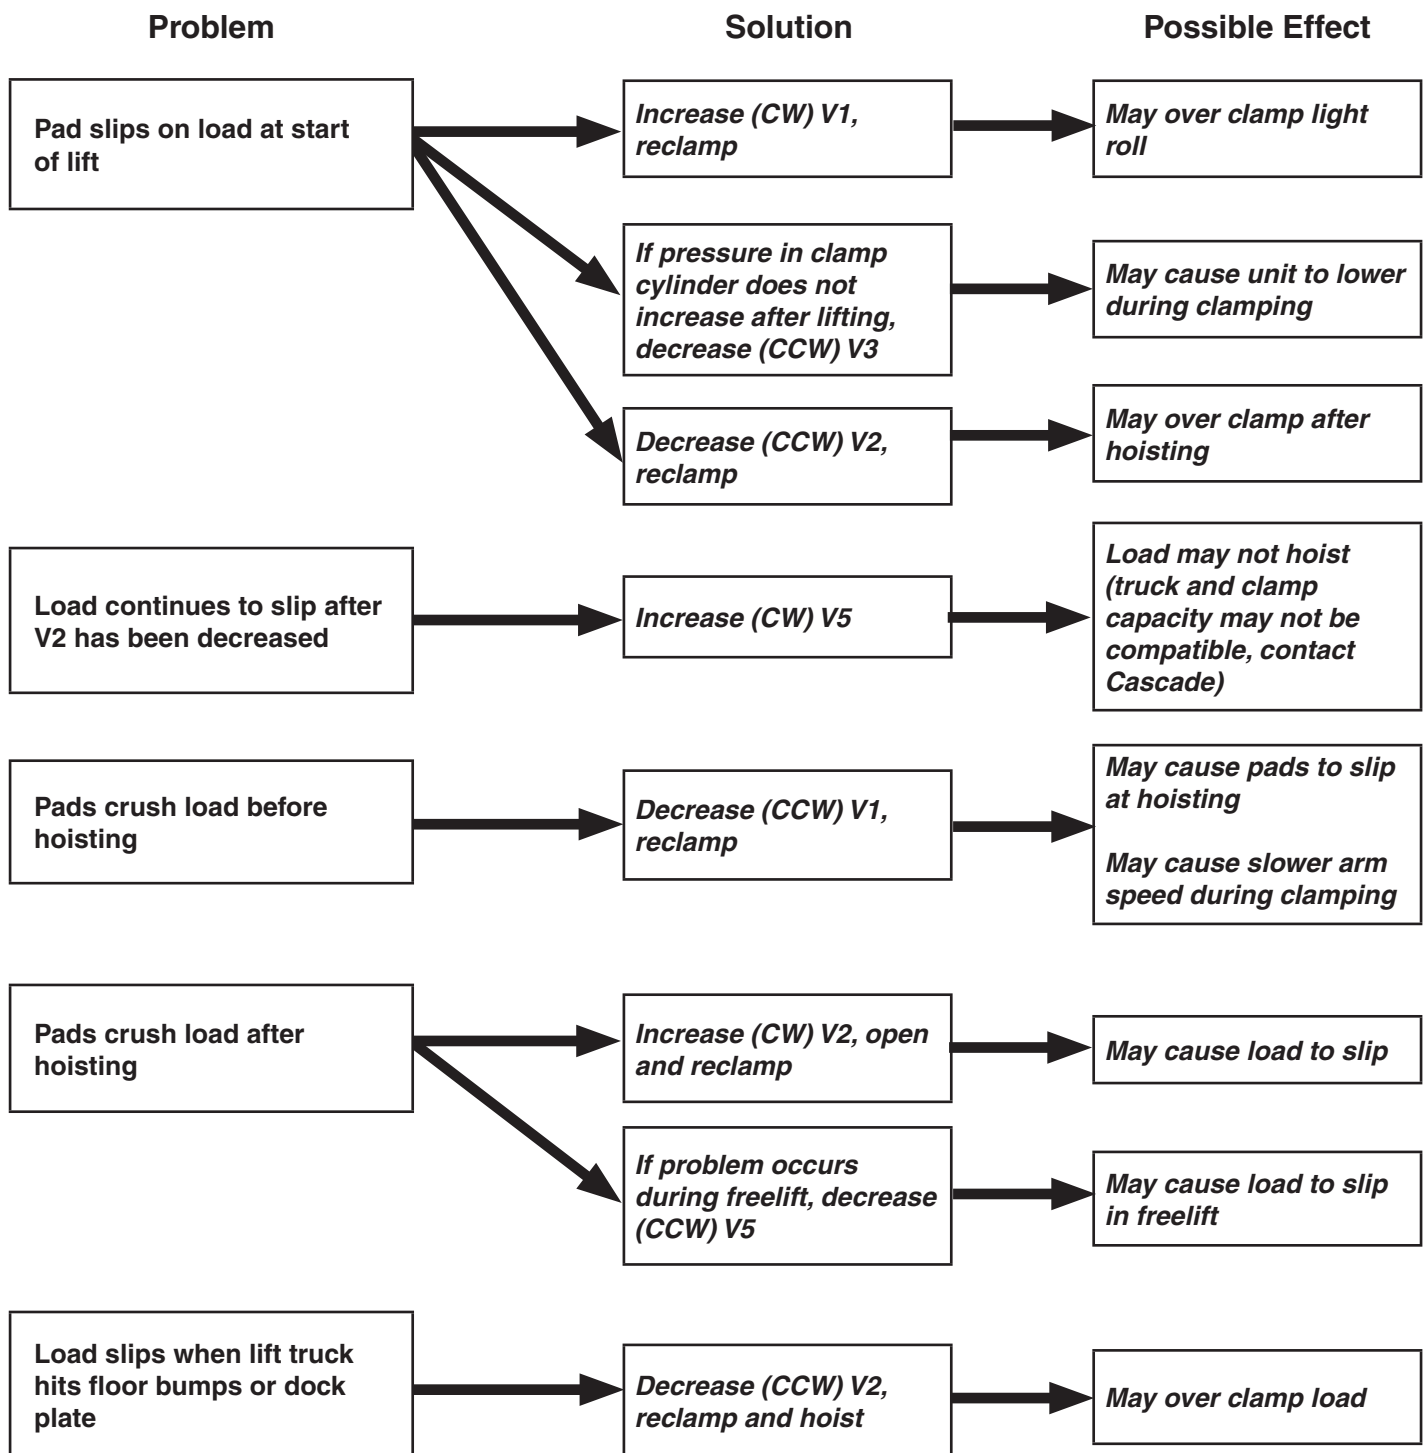 Problem
Solution
Possible Effect
Pad slips on load at start
of lift
Increase (CW) V1,
reclamp
May over clamp light
roll
If pressure in clamp
cylinder does not
increase after lifting,
decrease (CCW) V3
May cause unit to lower
during clamping
Decrease (CCW) V2,
reclamp
May over clamp after
hoisting
Load continues to slip after
V2 has been decreased
Increase (CW) V5
Load may not hoist
(truck and clamp
capacity may not be
compatible, contact
Cascade)
Pads crush load before
hoisting
Decrease (CCW) V1,
reclamp
May cause pads to slip
at hoisting
May cause slower arm
speed during clamping
Pads crush load after
hoisting
Increase (CW) V2, open
and reclamp
May cause load to slip
If problem occurs
during freelift, decrease
(CCW) V5
May cause load to slip
in freelift
Load slips when lift truck
hits floor bumps or dock
plate
Decrease (CCW) V2,
reclamp and hoist
May over clamp load